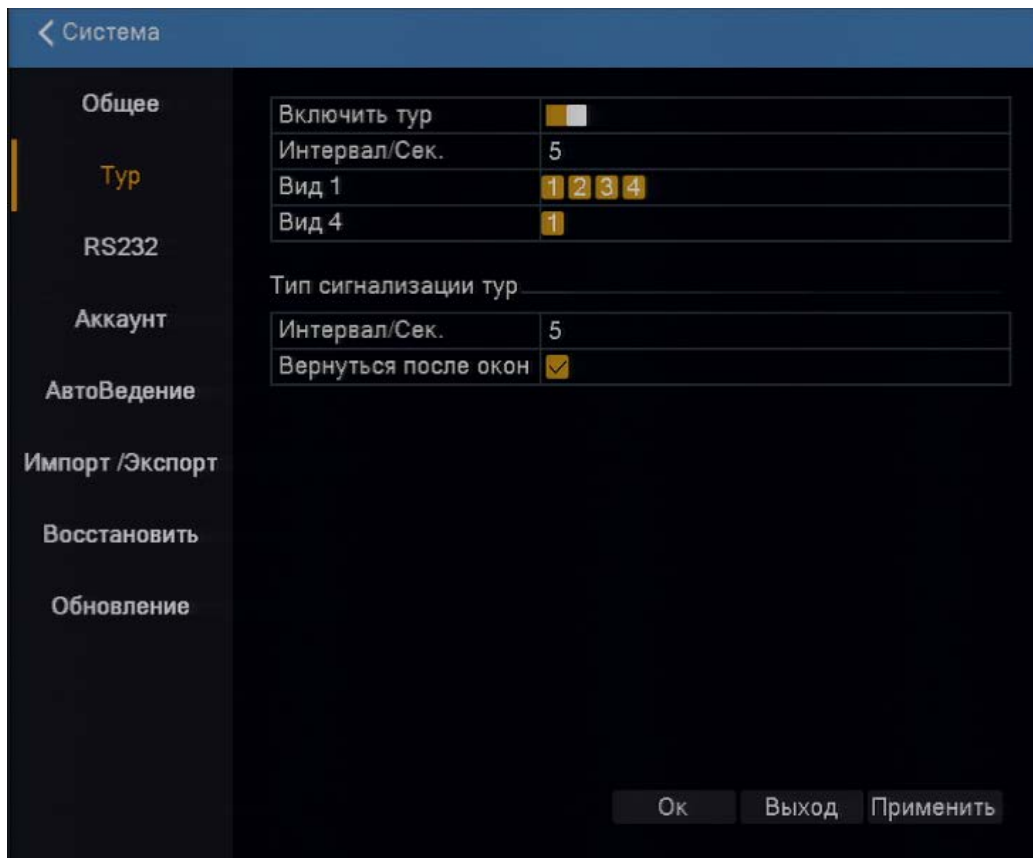 Система
Общее
Тур
RS232
Аккаунт
АвтоВедение
Импорт /Экспорт
Восстановить
Обновление
Включить тур
Интервал/Сек. 5
Вид 1 1 2 3 4
Вид 4 1
Тип сигнализации тур
Интервал/Сек. 5
Вернуться после окон
Ок Выход Применить